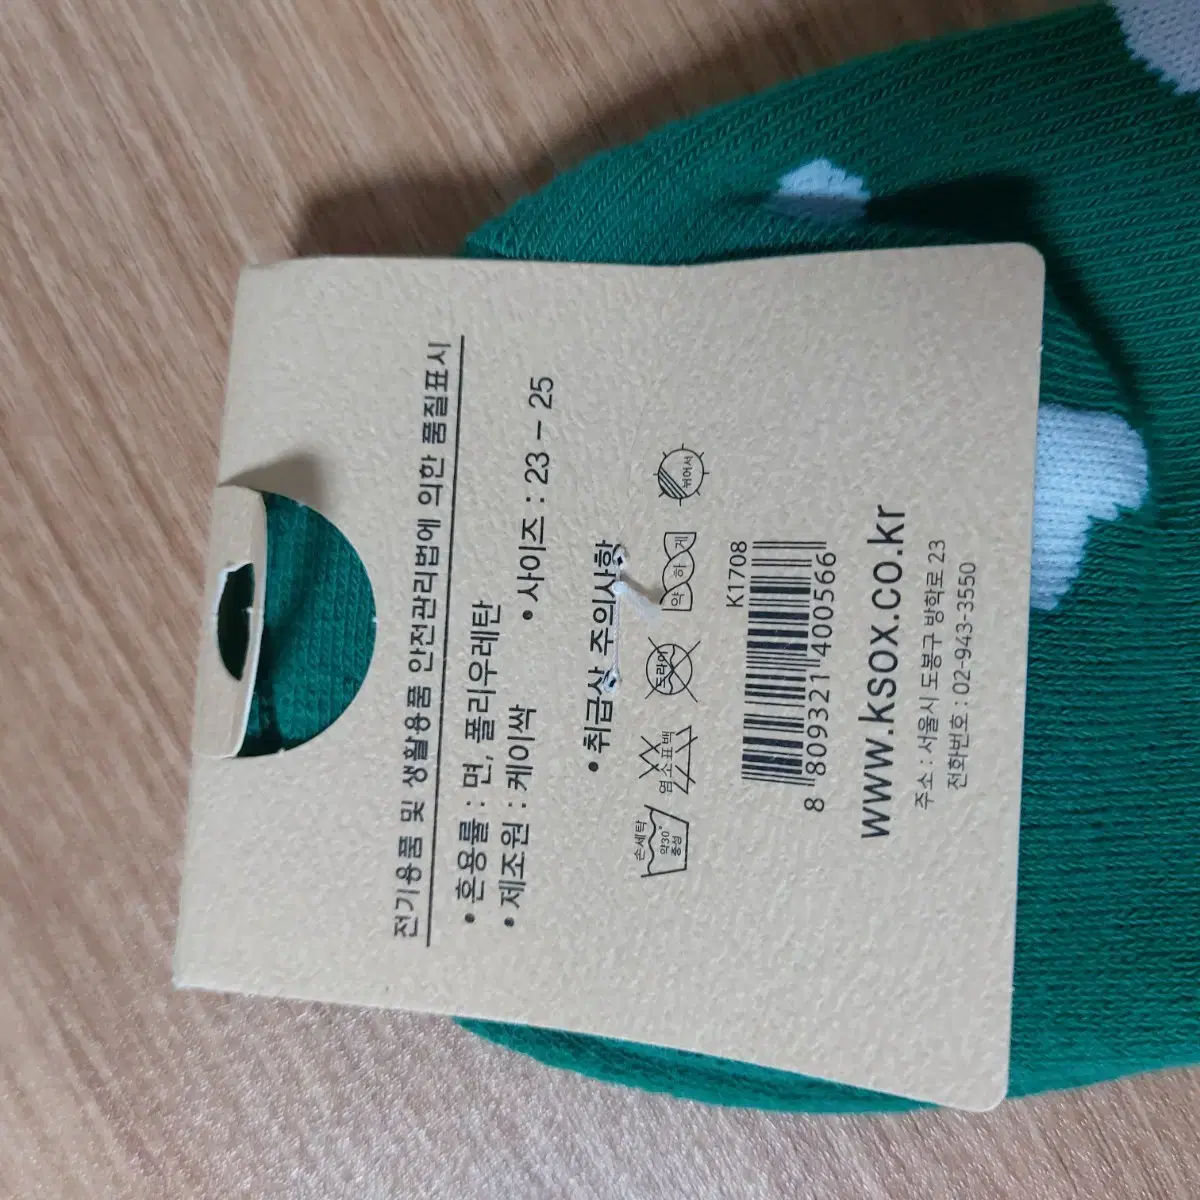 전기용품 및 생활용품 안전관리법에 의한 품질표시
• 혼용률 : 면, 폴리우레탄
• 제조원 : 케이싹 • 사이즈 : 23 - 25
• 취급상 주의사항
손세탁
약30°
중성
염소표백
드라이
약하게
뉘어서
K1708
8 809321 400566
www.ksox.co.kr
주소 : 서울시 도봉구 방학로 23
전화번호 : 02-943-3550